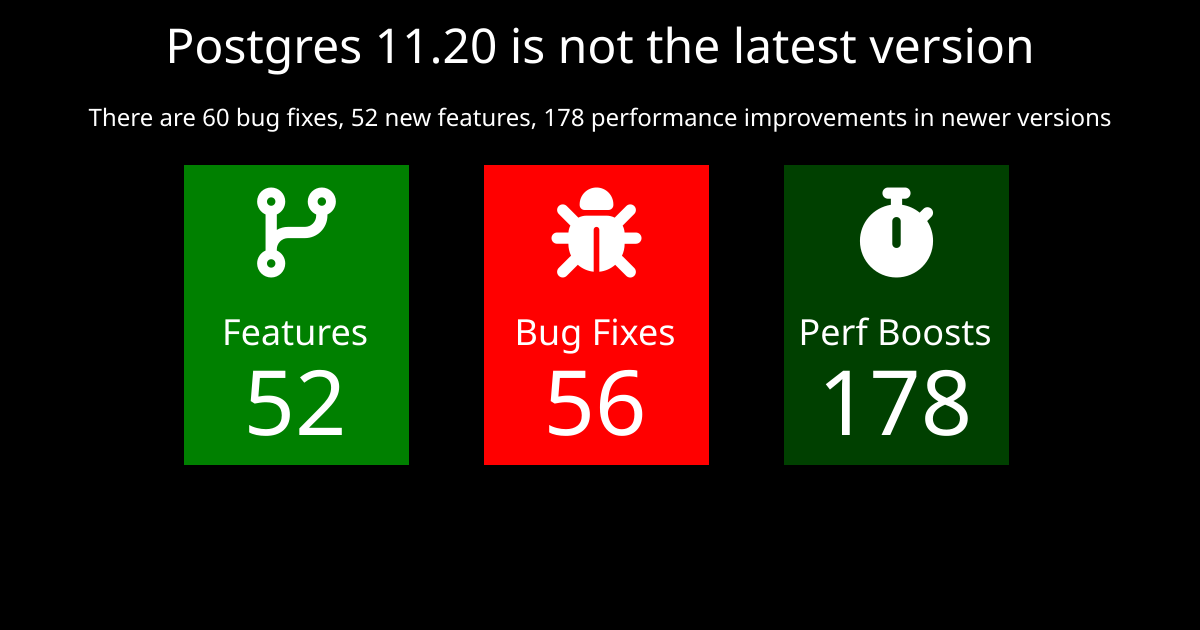 Postgres 11.20 is not the latest version
There are 60 bug fixes, 52 new features, 178 performance improvements in newer versions
Features
52
Bug Fixes
56
Perf Boosts
178